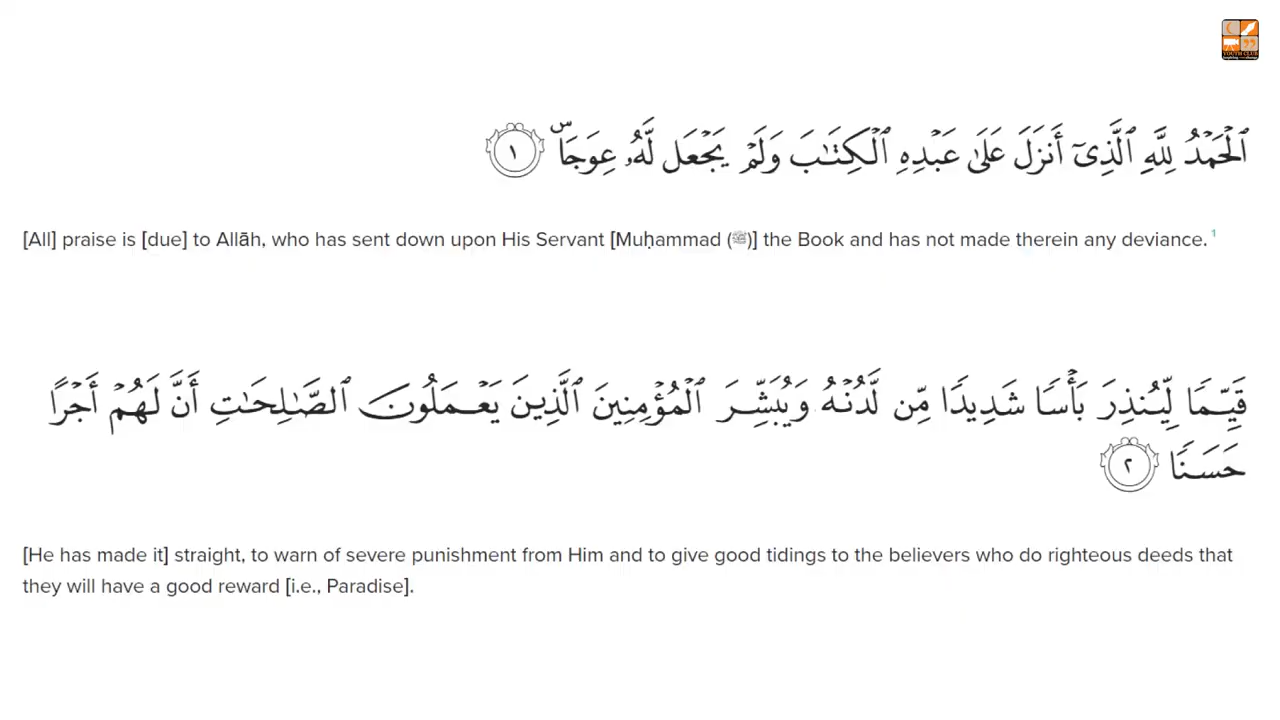 ٱلْحَمْدُ لِلَّهِ ٱلَّذِىٓ أَنزَلَ عَلَىٰ عَبْدِهِ ٱلْكِتَـٰبَ وَلَمْ يَجْعَل لَّهُۥ عِوَجَاۜ ١
[All] praise is [due] to Allāh, who has sent down upon His Servant [Muḥammad (ﷺ)] the Book and has not made therein any deviance. 1
قَيِّمًا لِّيُنذِرَ بَأْسًا شَدِيدًا مِّن لَّدُنْهُ وَيُبَشِّرَ ٱلْمُؤْمِنِينَ ٱلَّذِينَ يَعْمَلُونَ ٱلصَّـٰلِحَـٰتِ أَنَّ لَهُمْ أَجْرًا
حَسَنًا ٢
[He has made it] straight, to warn of severe punishment from Him and to give good tidings to the believers who do righteous deeds that
they will have a good reward [i.e., Paradise].
YOUTH CLUB